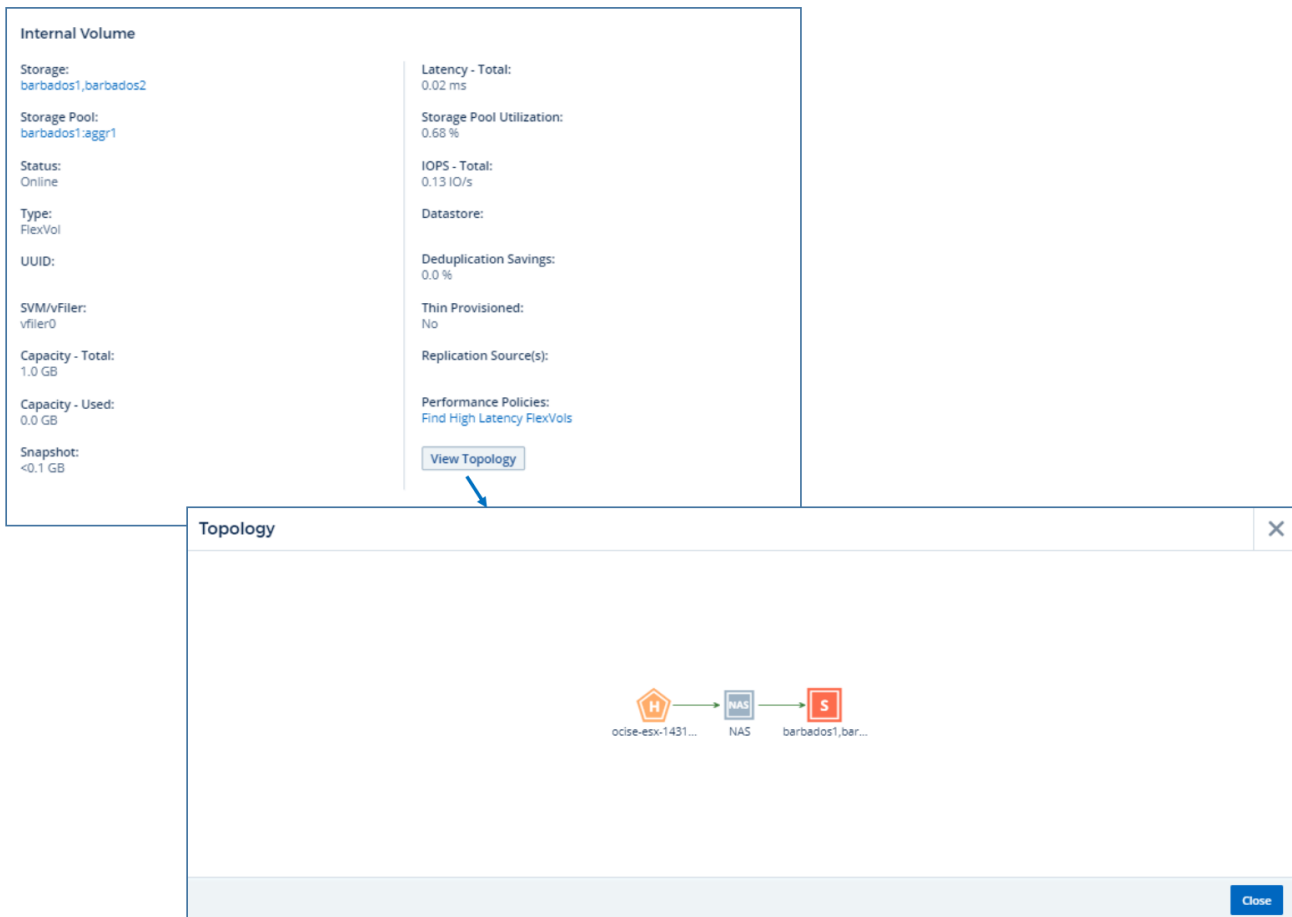 Internal Volume
Storage:
barbados1,barbados2
Storage Pool:
barbados1:aggr1
Status:
Online
Type:
FlexVol
UUID:
SVM/vFiler:
vfiler0
Capacity - Total:
1.0 GB
Capacity - Used:
0.0 GB
Snapshot:
<0.1 GB
Latency - Total:
0.02 ms
Storage Pool Utilization:
0.68 %
IOPS - Total:
0.13 IO/s
Datastore:
Deduplication Savings:
0.0 %
Thin Provisioned:
No
Replication Source(s):
Performance Policies:
Find High Latency FlexVols
View Topology
Topology
H
NAS
S
ocise-esx-1431...
NAS
barbados1,bar...
Close